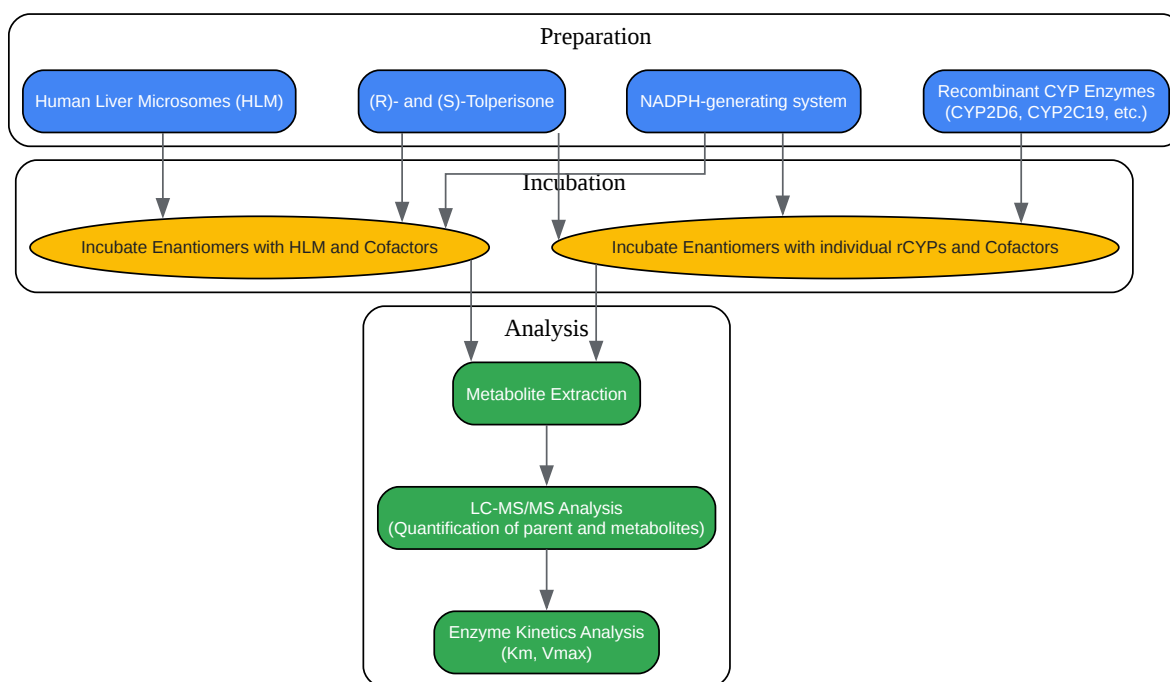 Preparation
Human Liver Microsomes (HLM)
(R)- and (S)-Tolperisone
NADPH-generating system
Recombinant CYP Enzymes
(CYP2D6, CYP2C19, etc.)
Incubation
Incubate Enantiomers with HLM and Cofactors
Incubate Enantiomers with individual rCYPs and Cofactors
Analysis
Metabolite Extraction
LC-MS/MS Analysis
(Quantification of parent and metabolites)
Enzyme Kinetics Analysis
(Km, Vmax)